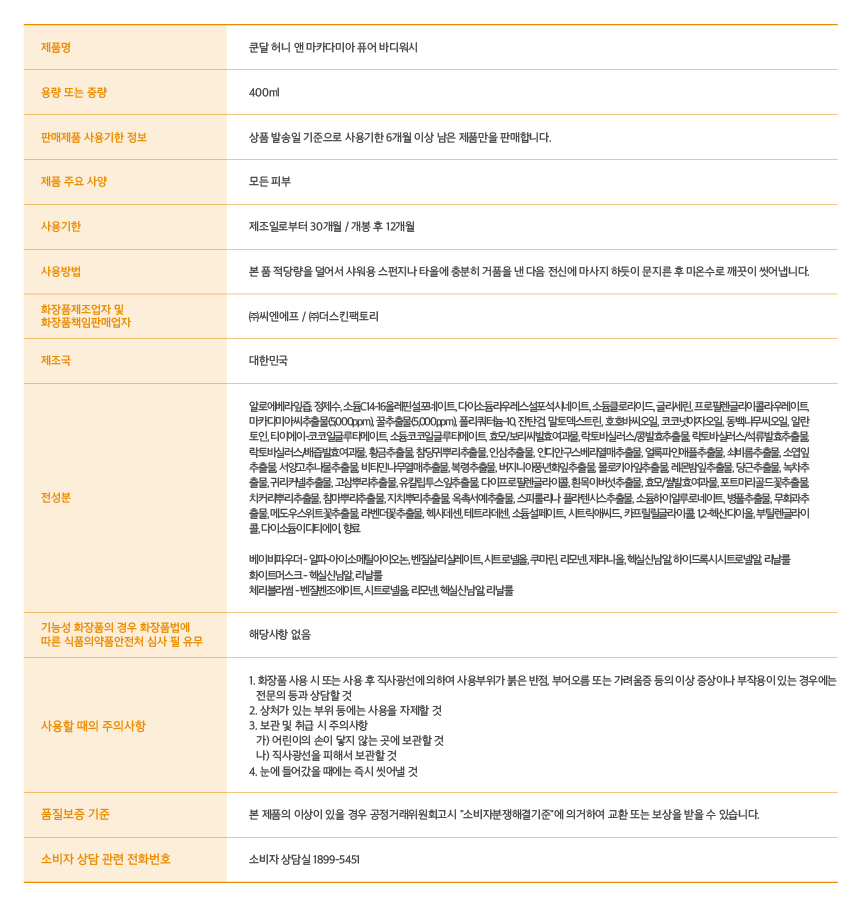 제품명
쿤달 허니 앤 마카다미아 퓨어 바디워시
용량 또는 중량
400ml
판매제품 사용기한 정보
상품 발송일 기준으로 사용기한 6개월 이상 남은 제품만을 판매합니다.
제품 주요 사양
모든 피부
사용기한
제조일로부터 30개월 / 개봉 후 12개월
사용방법
본 품 적당량을 덜어서 샤워용 스펀지나 타올에 충분히 거품을 낸 다음 전신에 마사지 하듯이 문지른 후 미온수로 깨끗이 씻어냅니다.
화장품제조업자 및
화장품책임판매업자
㈜씨엔에프 / ㈜더스킨팩토리
제조국
대한민국
전성분
알로에베라잎즙, 정제수, 소듐C14-16올레핀설포네이트, 다이소듐라우레스설포석시네이트, 소듐클로라이드, 글리세린, 프로필렌글라이콜라우레이트,
마카다미아씨추출물(5,000ppm), 꿀추출물(5,000ppm), 폴리쿼터늄-10, 잔탄검, 말토덱스트린, 호호바씨오일, 코코넛야자오일, 동백나무씨오일, 알란
토인, 티이에이-코코일글루타메이트, 소듐코코일글루타메이트, 효모/보리씨발효여과물, 락토바실러스/콩발효추출물, 락토바실러스/석류발효추출물,
락토바실러스/배즙발효여과물, 황금추출물, 참당귀뿌리추출물, 인삼추출물, 인디안구스베리열매추출물, 얼룩파인애플추출물, 쇠비름추출물, 소엽잎
추출물, 서양고추나물추출물, 비타민나무열매추출물, 복령추출물, 버지니아풍년화잎추출물, 몰로키아잎추출물, 레몬밤잎추출물, 당근추출물, 녹차추
출물, 귀리커넬추출물, 고삼뿌리추출물, 유칼립투스잎추출물, 다이프로필렌글라이콜, 흰목이버섯추출물, 효모/쌀발효여과물, 포트마리골드꽃추출물,
치커리뿌리추출물, 참마뿌리추출물, 지치뿌리추출물, 옥촉서예추출물, 스피룰리나 플라텐시스추출물, 소듐하이알루로네이트, 병풀추출물, 무화과추
출물, 메도우스위트꽃추출물, 라벤더꽃추출물, 헥시데센, 테트라데센, 소듐설페이트, 시트릭애씨드, 카프릴릴글라이콜, 1,2-헥산다이올, 부틸렌글라이
콜, 다이소듐이디티에이, 향료
베이비파우더 - 알파-아이소메틸아이오논, 벤질살리실레이트, 시트로넬올, 쿠마린, 리모넨, 제라니올, 헥실신남알, 하이드록시시트로넬알, 리날룰
화이트머스크 - 헥실신남알, 리날룰
체리블라썸 - 벤질벤조에이트, 시트로넬올, 리모넨, 헥실신남알, 리날룰
기능성 화장품의 경우 화장품법에
따른 식품의약품안전처 심사 필 유무
해당사항 없음
사용할 때의 주의사항
1. 화장품 사용 시 또는 사용 후 직사광선에 의하여 사용부위가 붉은 반점, 부어오름 또는 가려움증 등의 이상 증상이나 부작용이 있는 경우에는
전문의 등과 상담할 것
2. 상처가 있는 부위 등에는 사용을 자제할 것
3. 보관 및 취급 시 주의사항
가) 어린이의 손이 닿지 않는 곳에 보관할 것
나) 직사광선을 피해서 보관할 것
4. 눈에 들어갔을 때에는 즉시 씻어낼 것
품질보증 기준
본 제품의 이상이 있을 경우 공정거래위원회고시 "소비자분쟁해결기준"에 의거하여 교환 또는 보상을 받을 수 있습니다.
소비자 상담 관련 전화번호
소비자 상담실 1899-5451